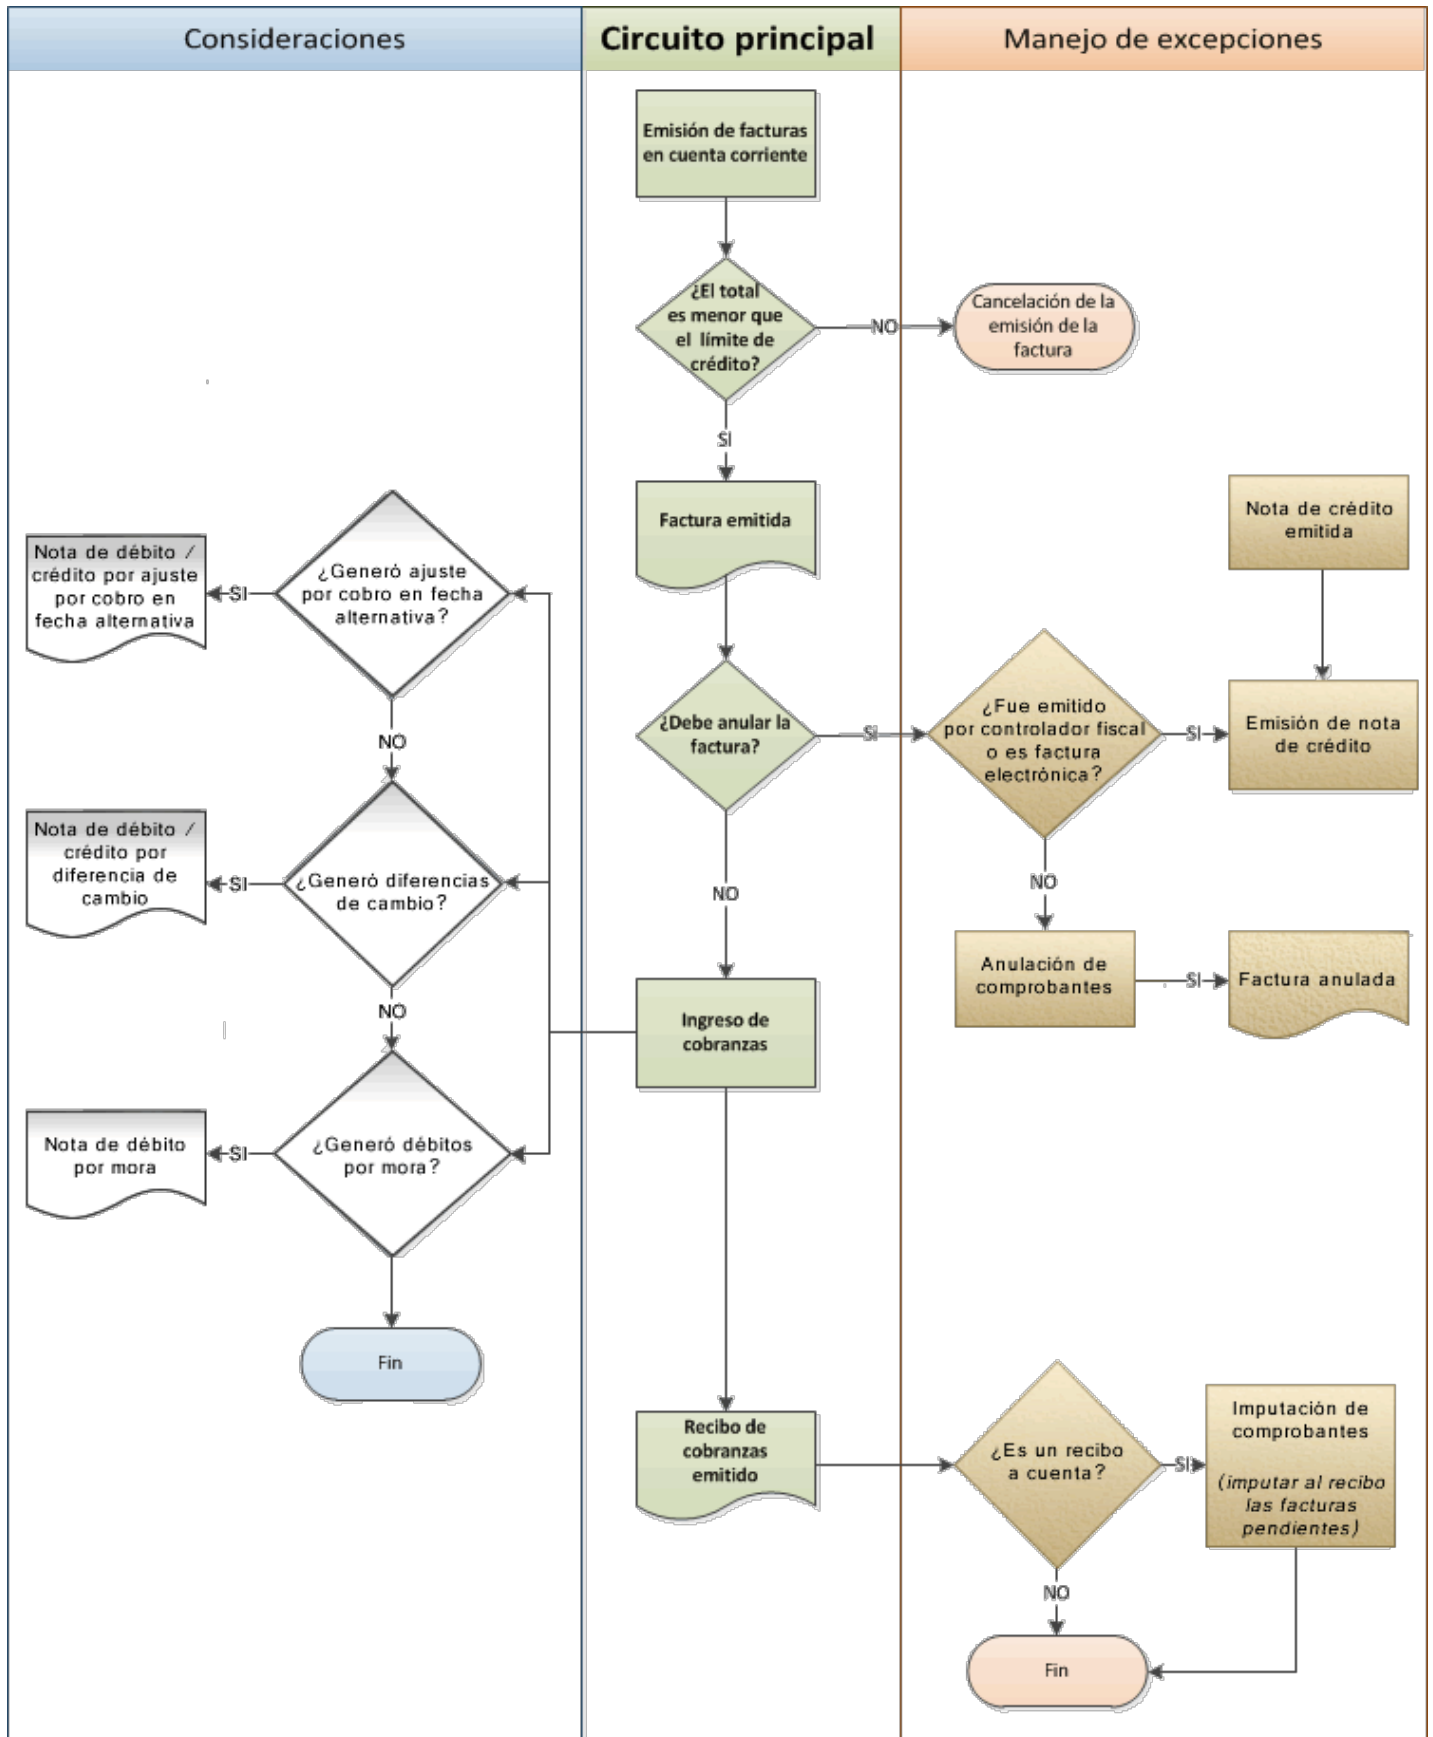 Consideraciones
Circuito principal
Manejo de excepciones
Emisión de facturas
en cuenta corriente
¿El total
es menor que
el límite de
crédito?
NO
Cancelación de la
emisión de la
factura
SI
Factura emitida
Nota de crédito
emitida
Nota de débito /
crédito por ajuste
por cobro en
fecha alternativa
SI
¿Generó ajuste
por cobro en fecha
alternativa?
NO
¿Debe anular la
factura?
SI
¿Fue emitido
por controlador fiscal
o es factura
electrónica?
SI
Emisión de nota
de crédito
Nota de débito /
crédito por
diferencia de
cambio
SI
¿Generó diferencias
de cambio?
NO
NO
NO
Anulación de
comprobantes
SI
Factura anulada
Ingreso de
cobranzas
Nota de débito
por mora
SI
¿Generó débitos
por mora?
Fin
Recibo de
cobranzas
emitido
¿Es un recibo
a cuenta?
SI
Imputación de
comprobantes
(imputar al recibo
las facturas
pendientes)
NO
Fin